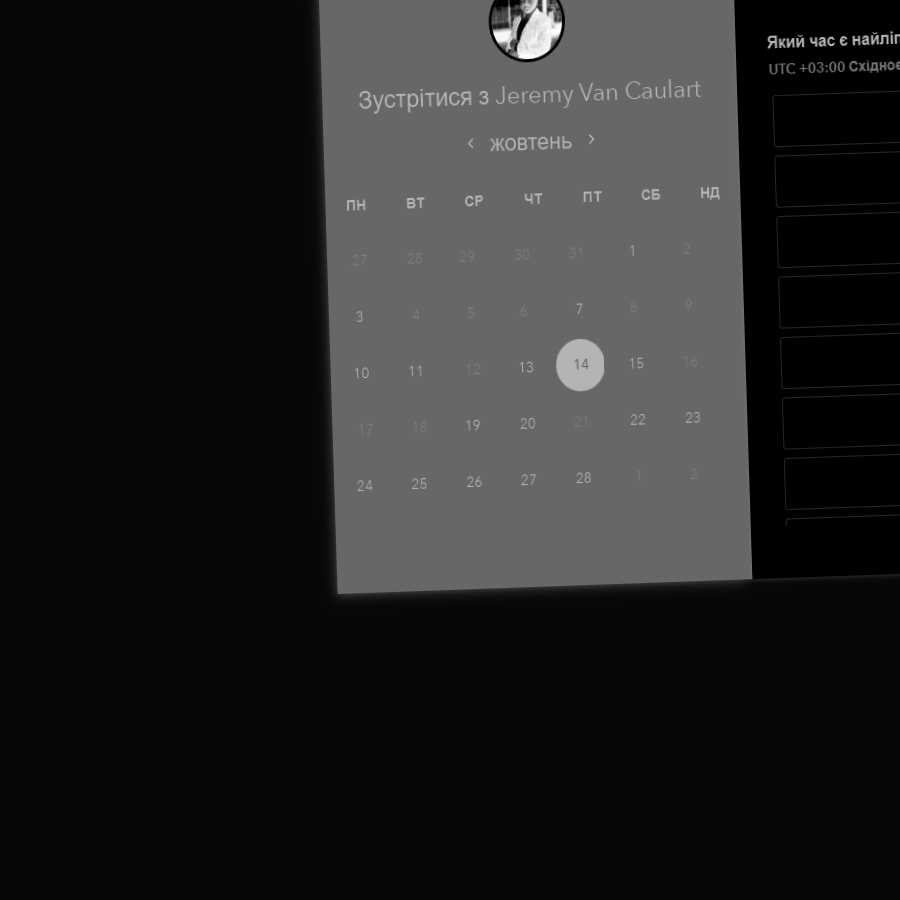 Зустрітися з Jeremy Van Caulart
‹ жовтень ›
ПН ВТ СР ЧТ ПТ СБ НД
27 28 29 30 31 1 2
3 4 5 6 7 8 9
10 11 12 13 14 15 16
17 18 19 20 21 22 23
24 25 26 27 28 1 2
Який час є
UTC +03:00